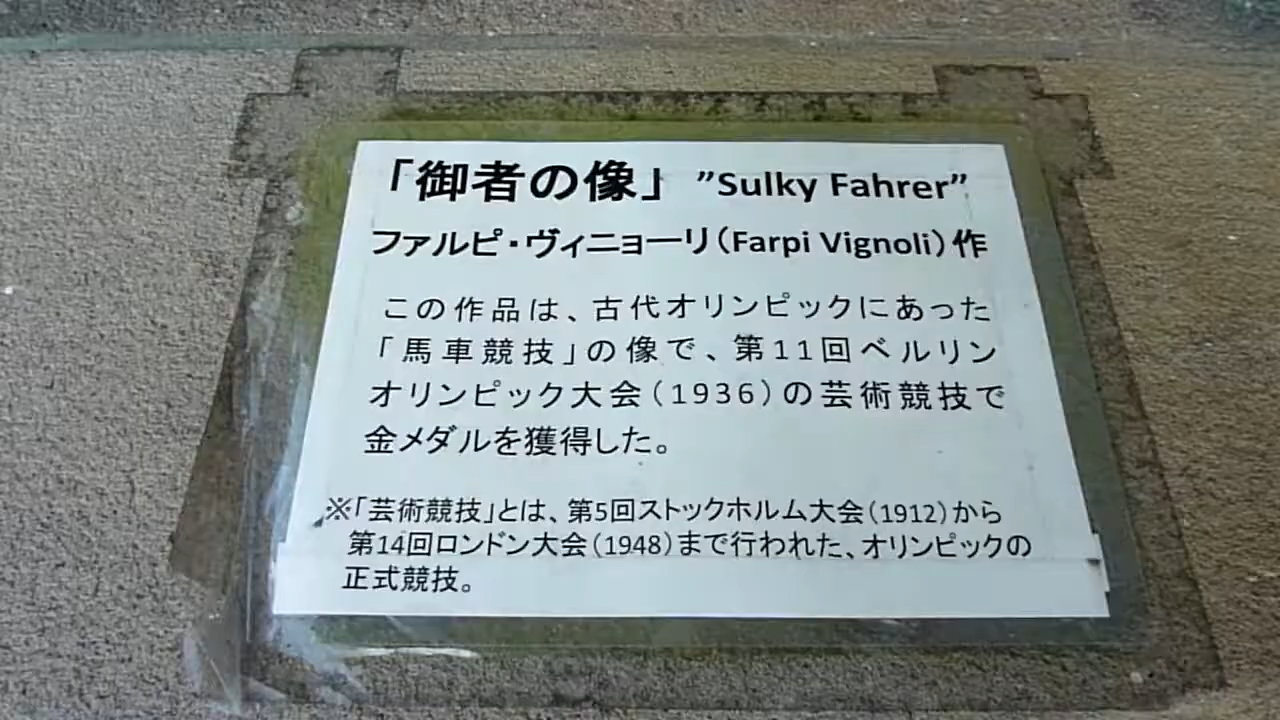 「御者の像」 ”Sulky Fahrer”
ファルピ・ヴィニョーリ（Farpi Vignoli）作
この作品は、古代オリンピックにあった
「馬車競技」の像で、第11回ベルリン
オリンピック大会（1936）の芸術競技で
金メダルを獲得した。
※「芸術競技」とは、第5回ストックホルム大会（1912）から
第14回ロンドン大会（1948）まで行われた、オリンピックの
正式競技。